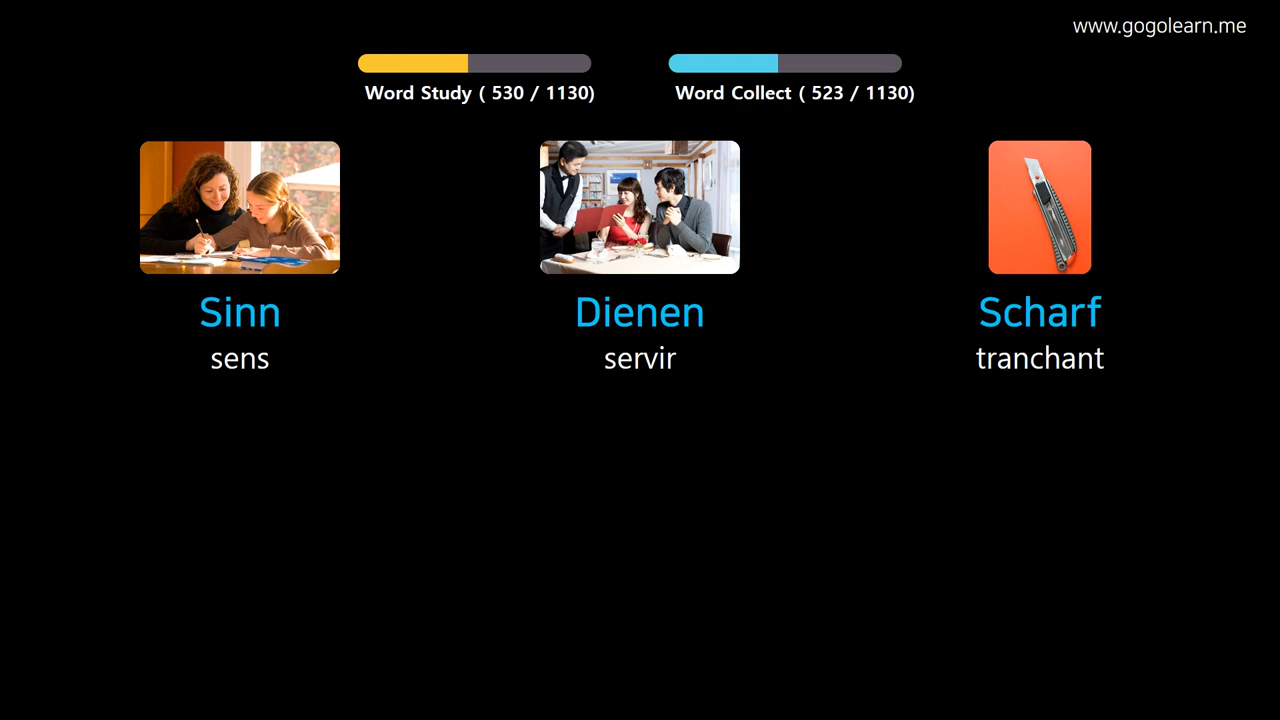 www.gogolearn.me
Word Study ( 530 / 1130)
Word Collect ( 523 / 1130)
Sinn
sens
Dienen
servir
Scharf
tranchant